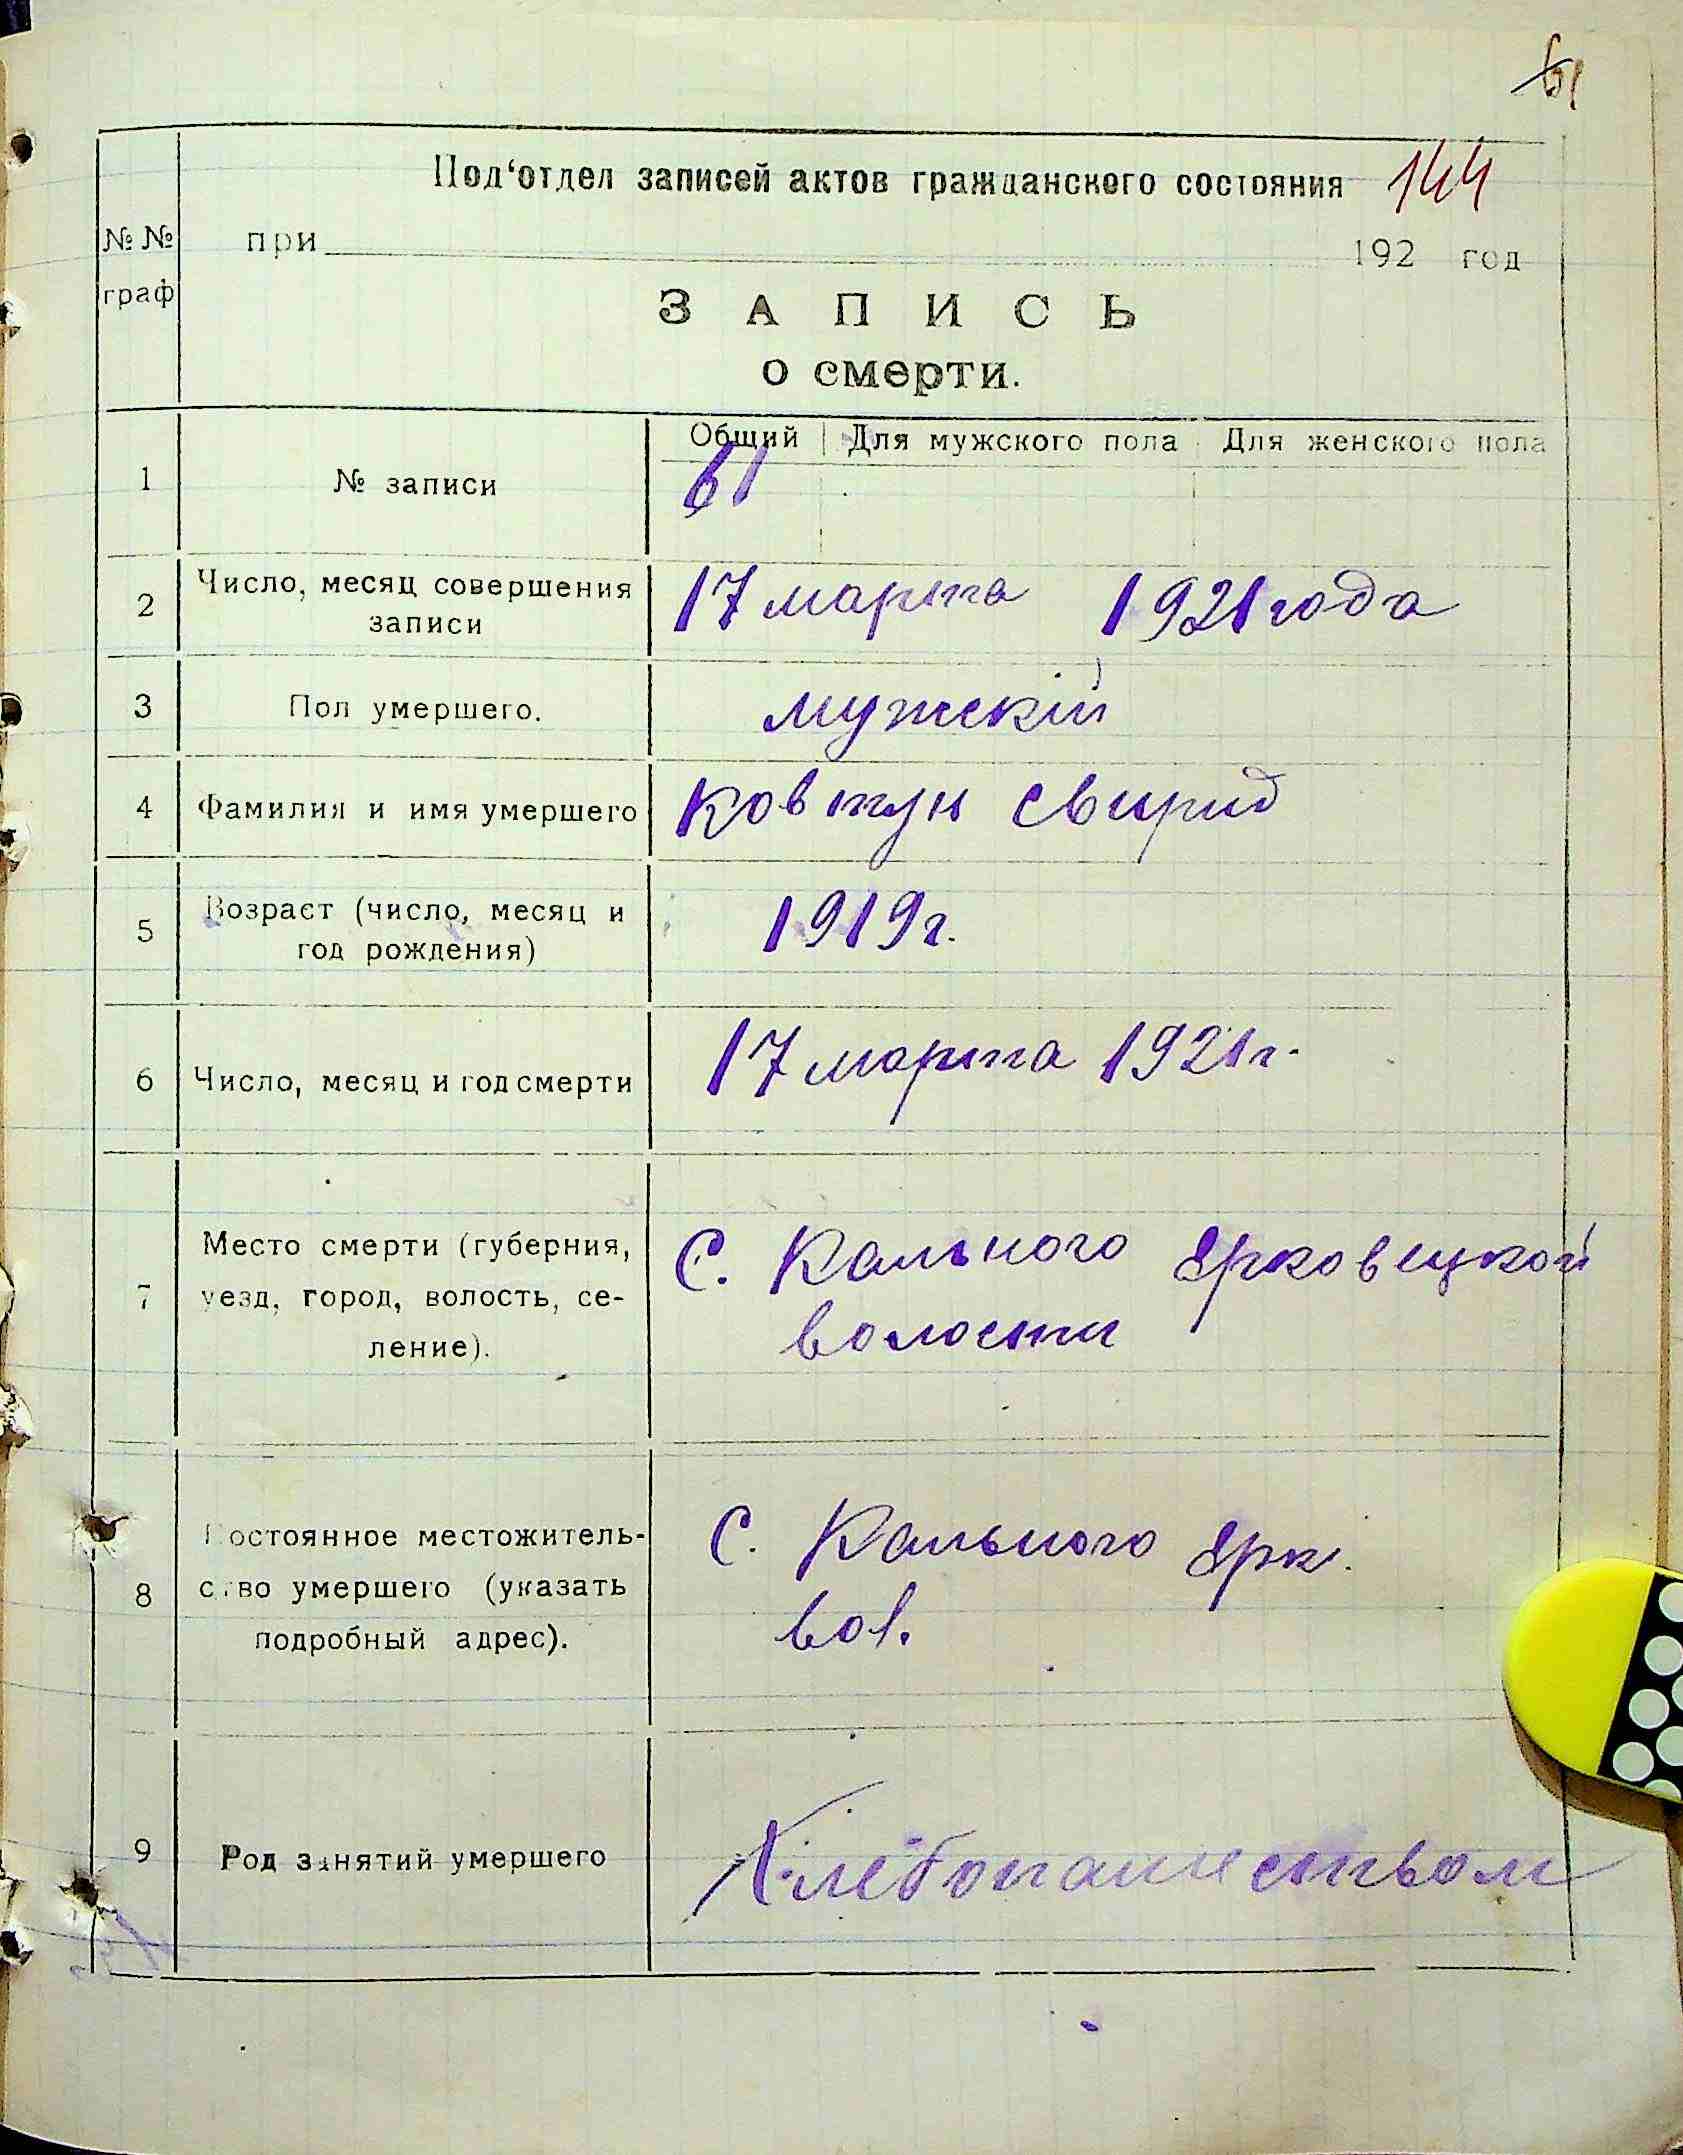 61
Под‘отдел записей актов гражданского состояния 144
№ № граф
при 192 год
ЗАПИСЬ
о смерти.
Общий Для мужского пола Для женского пола
1 № записи 61
2 Число, месяц совершения
записи
17 марта 1921 года
3 Пол умершего. мужскій
4 Фамилия и имя умершего Ковтун Свирид
5 Возраст (число, месяц и
год рождения)
1919 г.
6 Число, месяц и год смерти 17 марта 1921 г.
7 Место смерти (губерния,
уезд, город, волость, се-
ление).
С. Кального Ерковецкой
волости
8 Постоянное местожитель-
ство умершего (указать
подробный адрес).
С. Кального Ерк.
вол.
9 Род занятий умершего Хлебопашеством